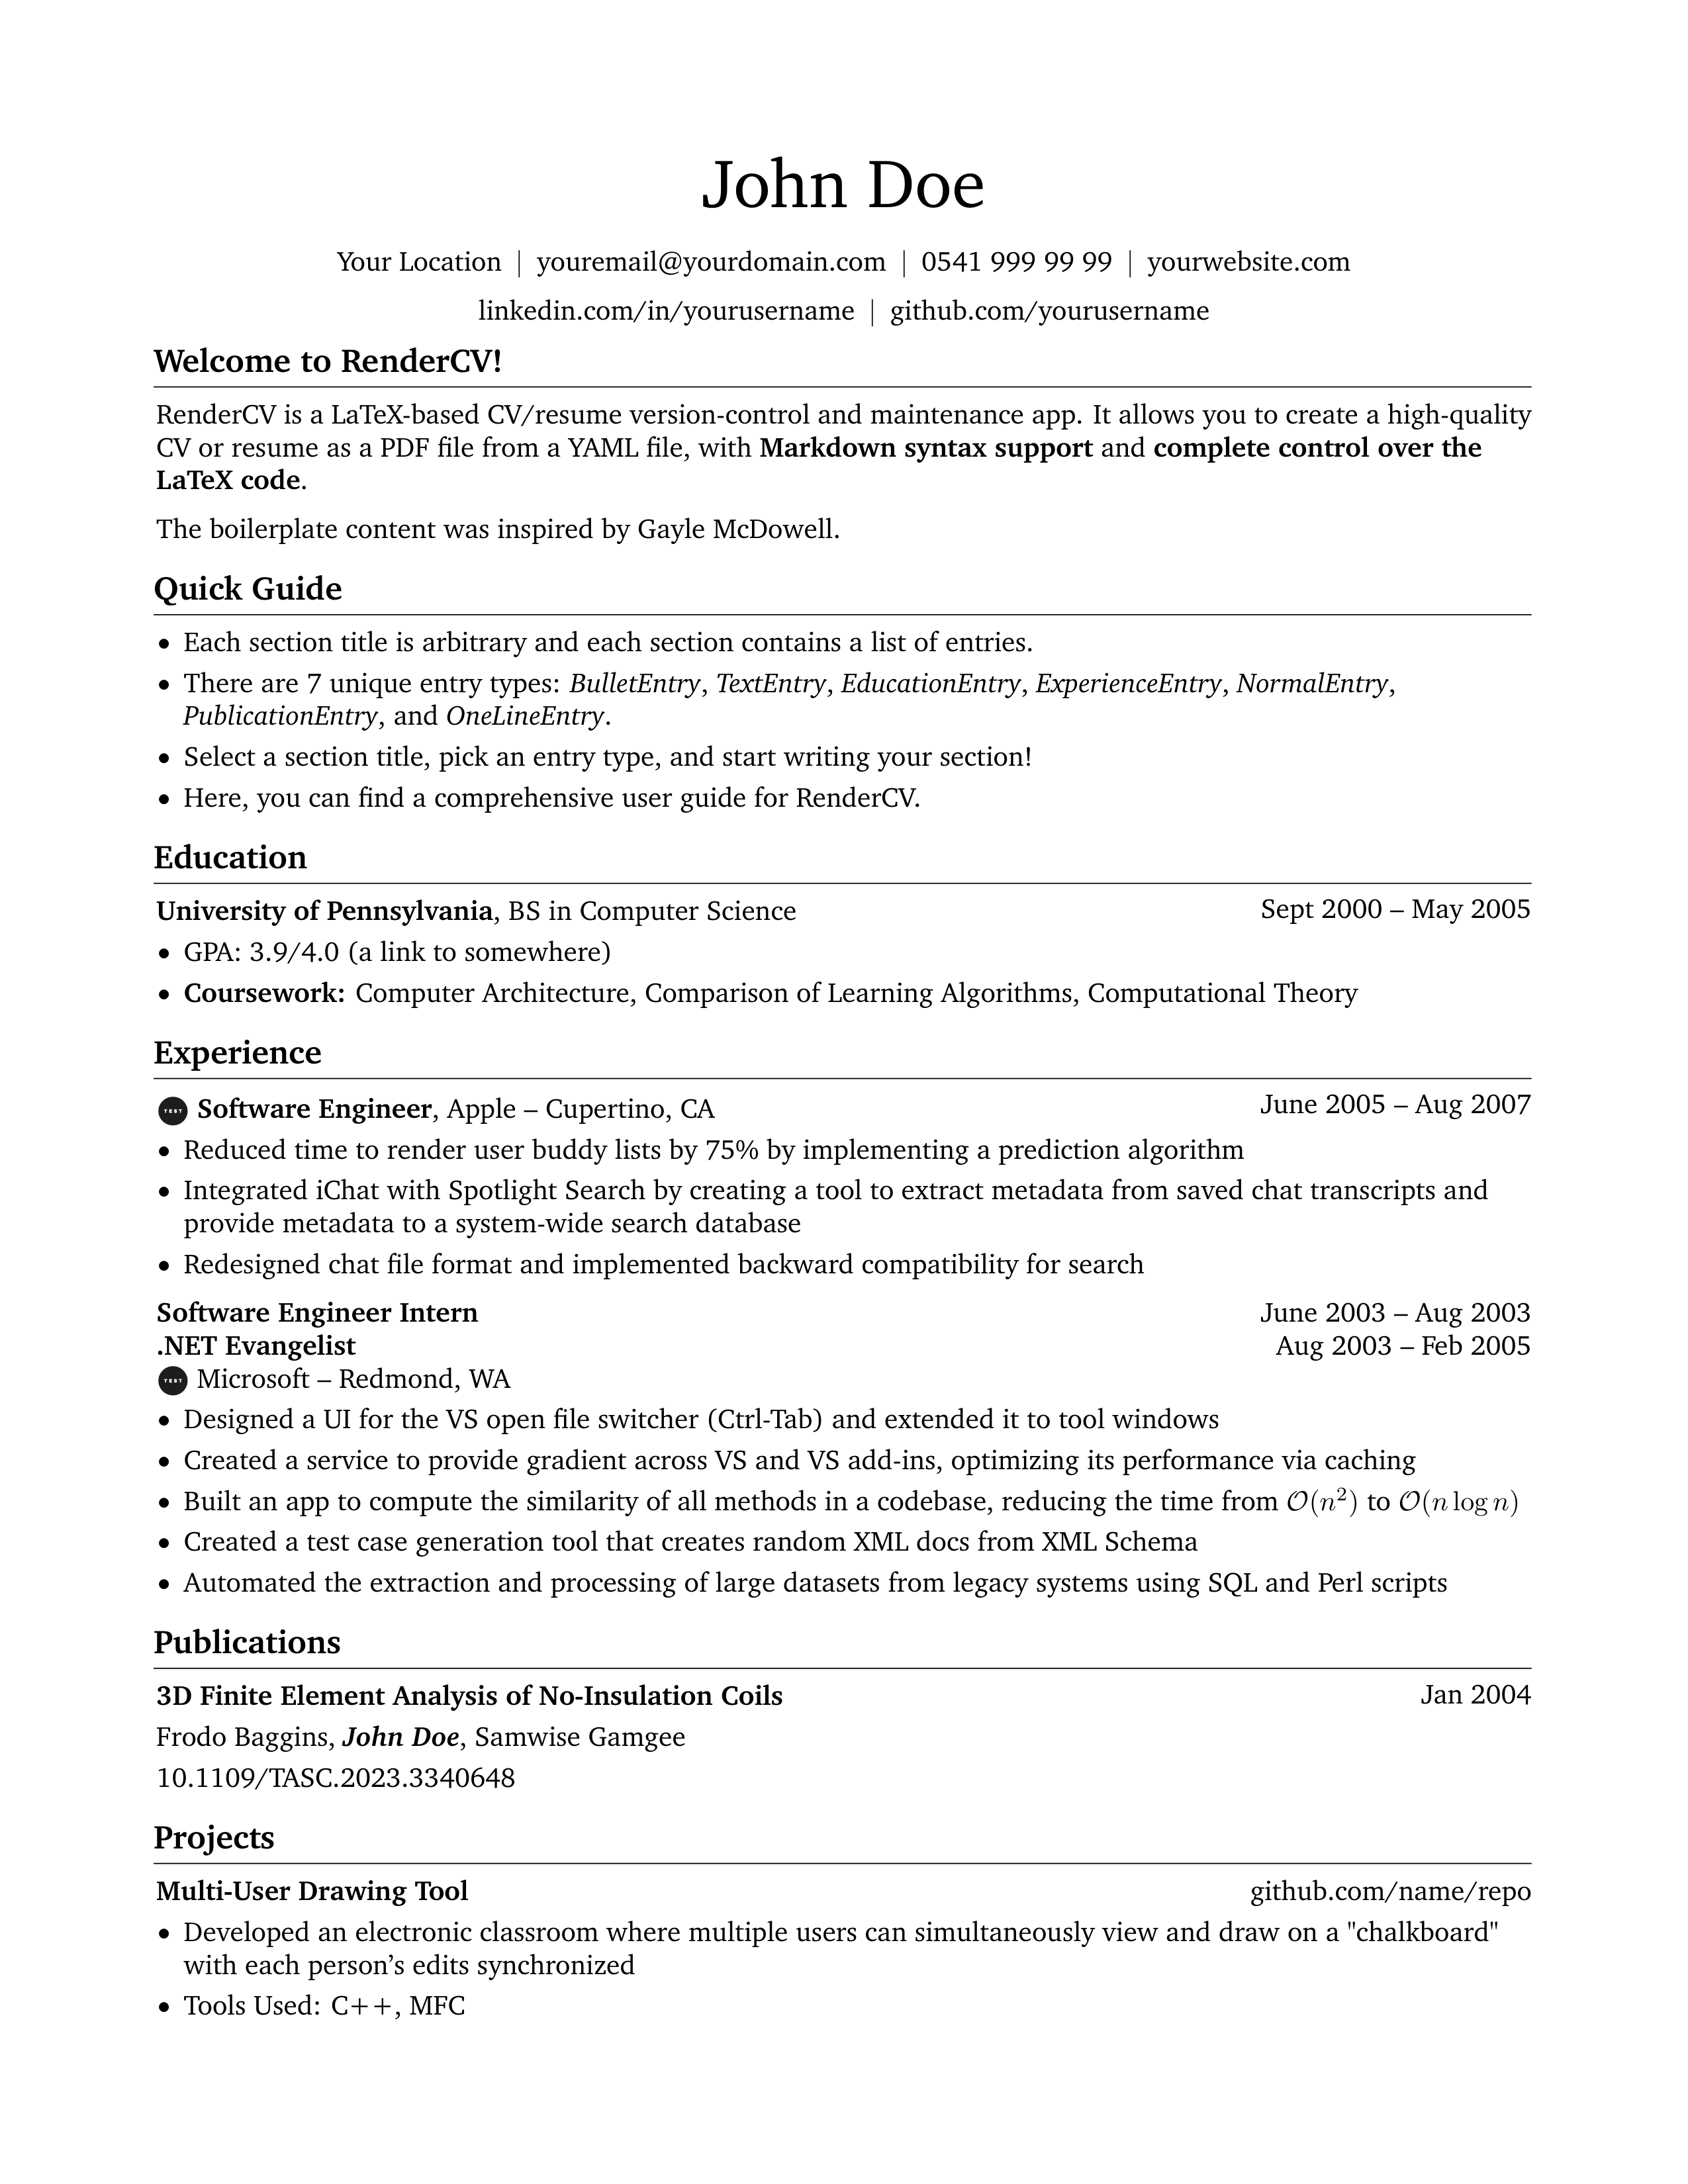 John Doe
Your Location | youremail@yourdomain.com | 0541 999 99 99 | yourwebsite.com
linkedin.com/in/yourusername | github.com/yourusername
Welcome to RenderCV!
RenderCV is a LaTeX-based CV/resume version-control and maintenance app. It allows you to create a high-quality
CV or resume as a PDF file from a YAML file, with Markdown syntax support and complete control over the
LaTeX code.
The boilerplate content was inspired by Gayle McDowell.
Quick Guide
• Each section title is arbitrary and each section contains a list of entries.
• There are 7 unique entry types: BulletEntry, TextEntry, EducationEntry, ExperienceEntry, NormalEntry,
PublicationEntry, and OneLineEntry.
• Select a section title, pick an entry type, and start writing your section!
• Here, you can find a comprehensive user guide for RenderCV.
Education
University of Pennsylvania, BS in Computer Science Sept 2000 – May 2005
• GPA: 3.9/4.0 (a link to somewhere)
• Coursework: Computer Architecture, Comparison of Learning Algorithms, Computational Theory
Experience
TEST Software Engineer, Apple – Cupertino, CA June 2005 – Aug 2007
• Reduced time to render user buddy lists by 75% by implementing a prediction algorithm
• Integrated iChat with Spotlight Search by creating a tool to extract metadata from saved chat transcripts and
provide metadata to a system-wide search database
• Redesigned chat file format and implemented backward compatibility for search
Software Engineer Intern June 2003 – Aug 2003
.NET Evangelist Aug 2003 – Feb 2005
TEST Microsoft – Redmond, WA
• Designed a UI for the VS open file switcher (Ctrl-Tab) and extended it to tool windows
• Created a service to provide gradient across VS and VS add-ins, optimizing its performance via caching
• Built an app to compute the similarity of all methods in a codebase, reducing the time from 𝒪(n²) to 𝒪(n log n)
• Created a test case generation tool that creates random XML docs from XML Schema
• Automated the extraction and processing of large datasets from legacy systems using SQL and Perl scripts
Publications
3D Finite Element Analysis of No-Insulation Coils Jan 2004
Frodo Baggins, John Doe, Samwise Gamgee
10.1109/TASC.2023.3340648
Projects
Multi-User Drawing Tool github.com/name/repo
• Developed an electronic classroom where multiple users can simultaneously view and draw on a "chalkboard"
with each person’s edits synchronized
• Tools Used: C++, MFC